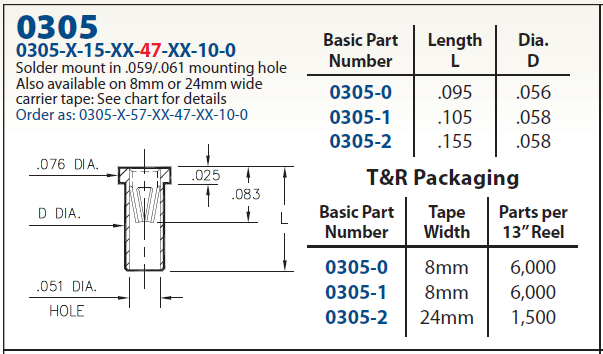 0305
0305-X-15-XX-47-XX-10-0
Solder mount in .059/.061 mounting hole
Also available on 8mm or 24mm wide
carrier tape: See chart for details
Order as: 0305-X-57-XX-47-XX-10-0
.076 DIA.
.025
.083
D DIA.
L
.051 DIA.
HOLE
Basic Part Length Dia.
Number L D
0305-0 .095 .056
0305-1 .105 .058
0305-2 .155 .058
T&R Packaging
Basic Part Tape Parts per
Number Width 13” Reel
0305-0 8mm 6,000
0305-1 8mm 6,000
0305-2 24mm 1,500